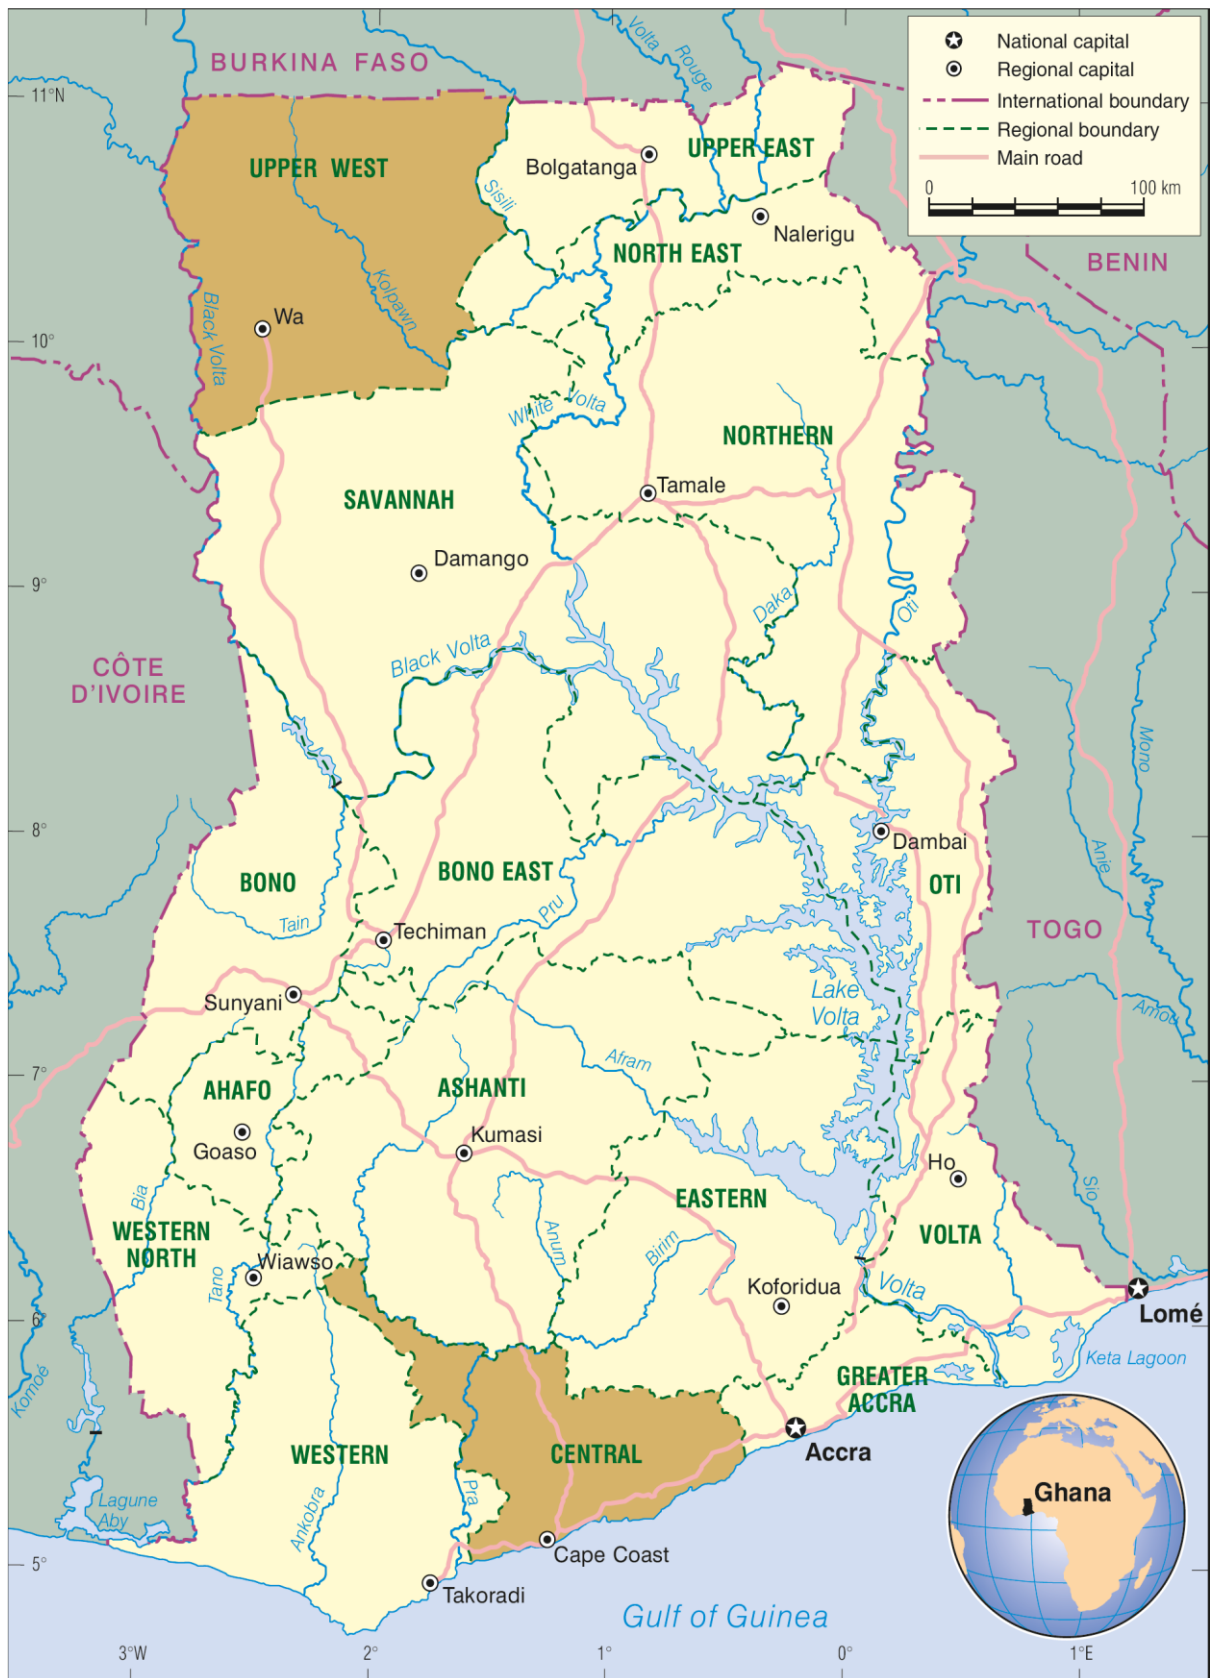 BURKINA FASO
Volta
Rouge
National capital
Regional capital
International boundary
Regional boundary
Main road
0
100 km
11°N
UPPER WEST
UPPER EAST
Bolgatanga
Sisili
Nalerigu
NORTH EAST
BENIN
Kolpawn
Black Volta
Wa
10°
White Volta
NORTHERN
Tamale
SAVANNAH
Damango
9°
Daka
Oti
Black Volta
CÔTE
D'IVOIRE
Mono
8°
Dambai
Anie
BONO
BONO EAST
OTI
Pru
Tain
Techiman
TOGO
Sunyani
Lake
Volta
Amou
Afram
7°
AHAFO
ASHANTI
Goaso
Kumasi
Ho
Sio
Bia
EASTERN
WESTERN
NORTH
VOLTA
Anum
Birim
Tano
Wiawso
Koforidua
Volta
6°
Lomé
Keta Lagoon
Komoé
GREATER
ACCRA
WESTERN
CENTRAL
Accra
Pra
Ankobra
Lagune
Aby
Ghana
5°
Cape Coast
Takoradi
Gulf of Guinea
3°W
2°
1°
0°
1°E